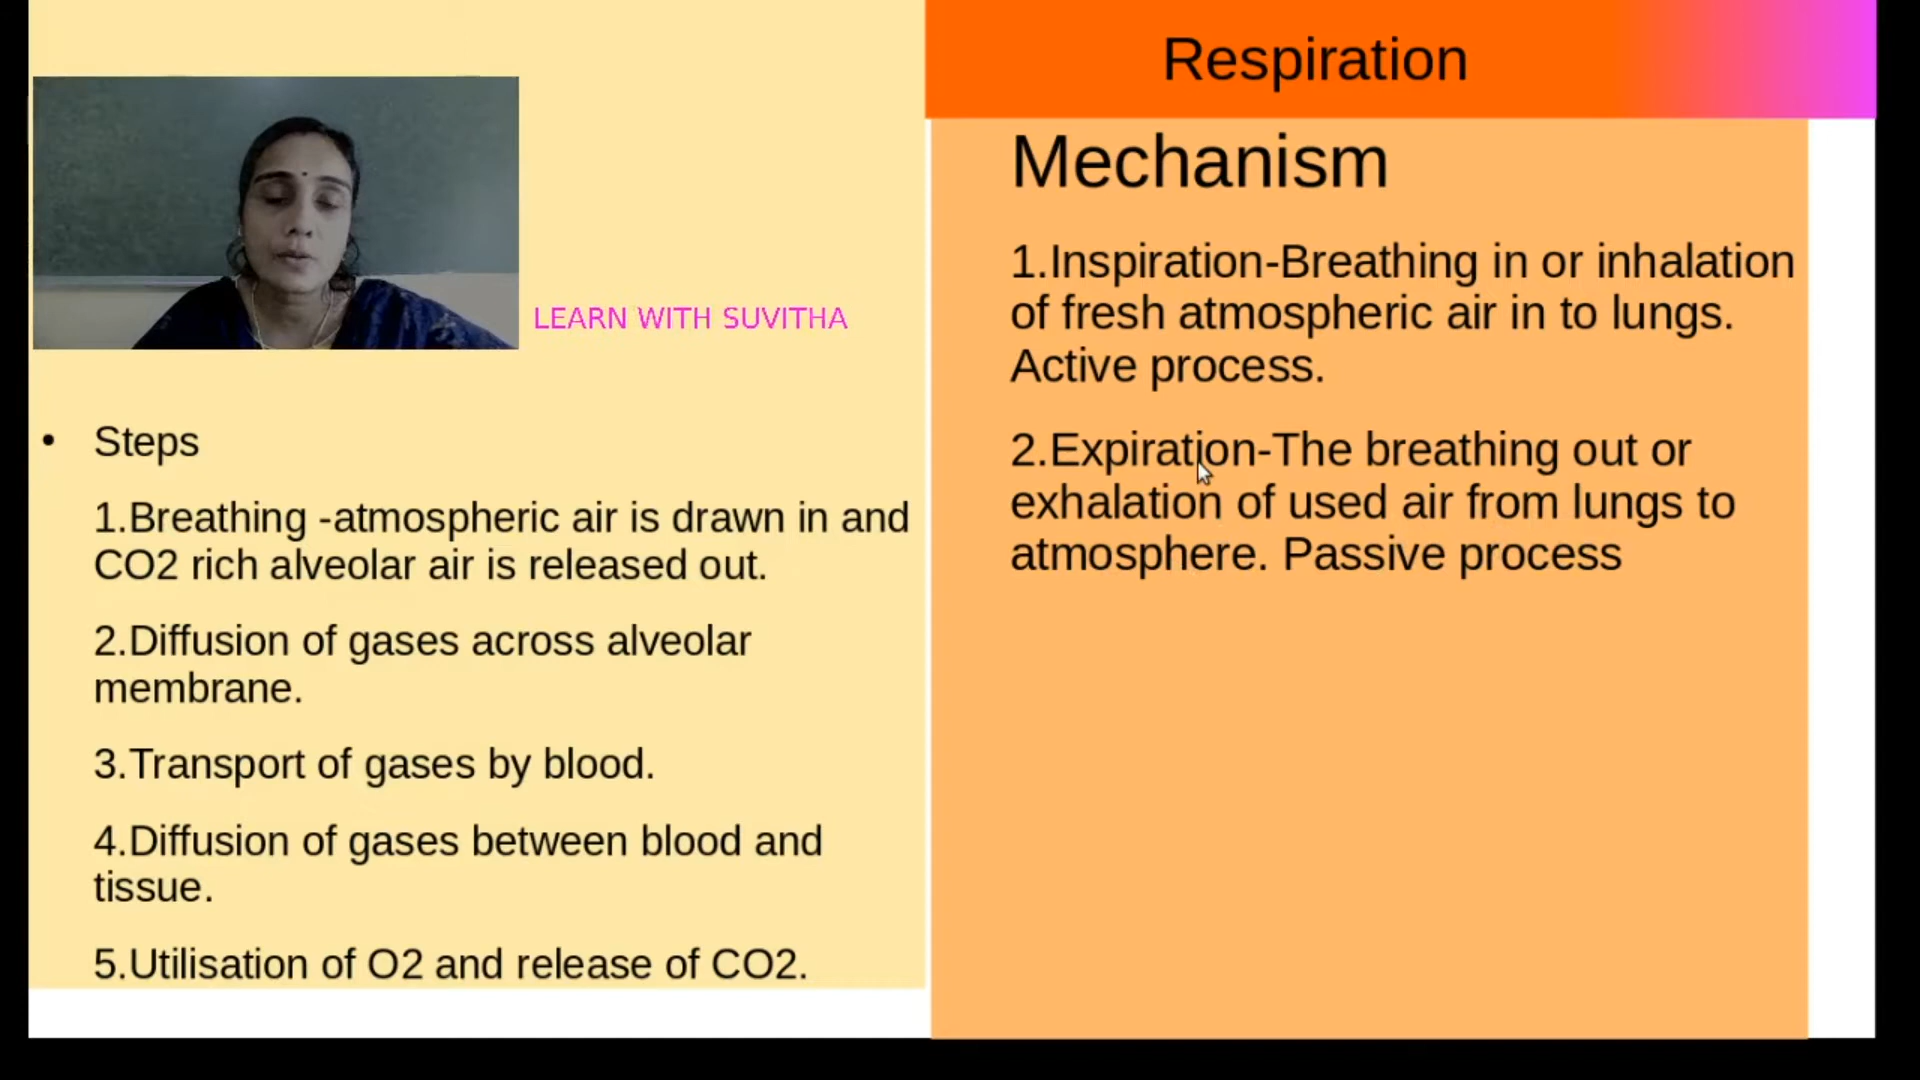 Respiration
LEARN WITH SUVITHA
• Steps
1.Breathing -atmospheric air is drawn in and
CO2 rich alveolar air is released out.
2.Diffusion of gases across alveolar
membrane.
3.Transport of gases by blood.
4.Diffusion of gases between blood and
tissue.
5.Utilisation of O2 and release of CO2.
Mechanism
1.Inspiration-Breathing in or inhalation
of fresh atmospheric air in to lungs.
Active process.
2.Expiration-The breathing out or
exhalation of used air from lungs to
atmosphere. Passive process